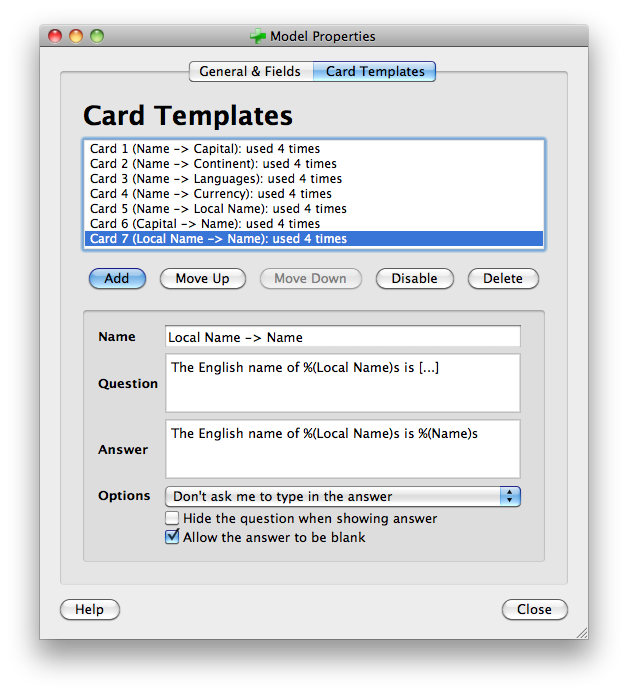 Model Properties
General & Fields
Card Templates
Card Templates
Card 1 (Name -> Capital): used 4 times
Card 2 (Name -> Continent): used 4 times
Card 3 (Name -> Languages): used 4 times
Card 4 (Name -> Currency): used 4 times
Card 5 (Name -> Local Name): used 4 times
Card 6 (Capital -> Name): used 4 times
Card 7 (Local Name -> Name): used 4 times
Add
Move Up
Move Down
Disable
Delete
Name
Local Name -> Name
Question
The English name of %(Local Name)s is [...]
Answer
The English name of %(Local Name)s is %(Name)s
Options
Don't ask me to type in the answer
Hide the question when showing answer
Allow the answer to be blank
Help
Close